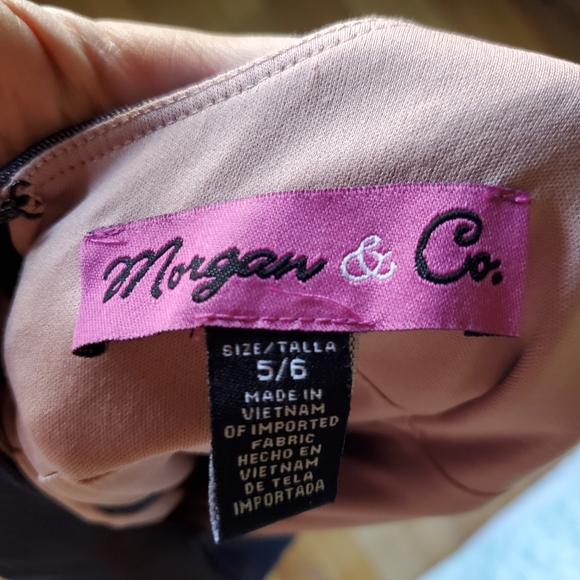 Morgan & Co.
SIZE/TALLA
5/6
MADE IN
VIETNAM
OF IMPORTED
FABRIC
HECHO EN
VIETNAM
DE TELA
IMPORTADA